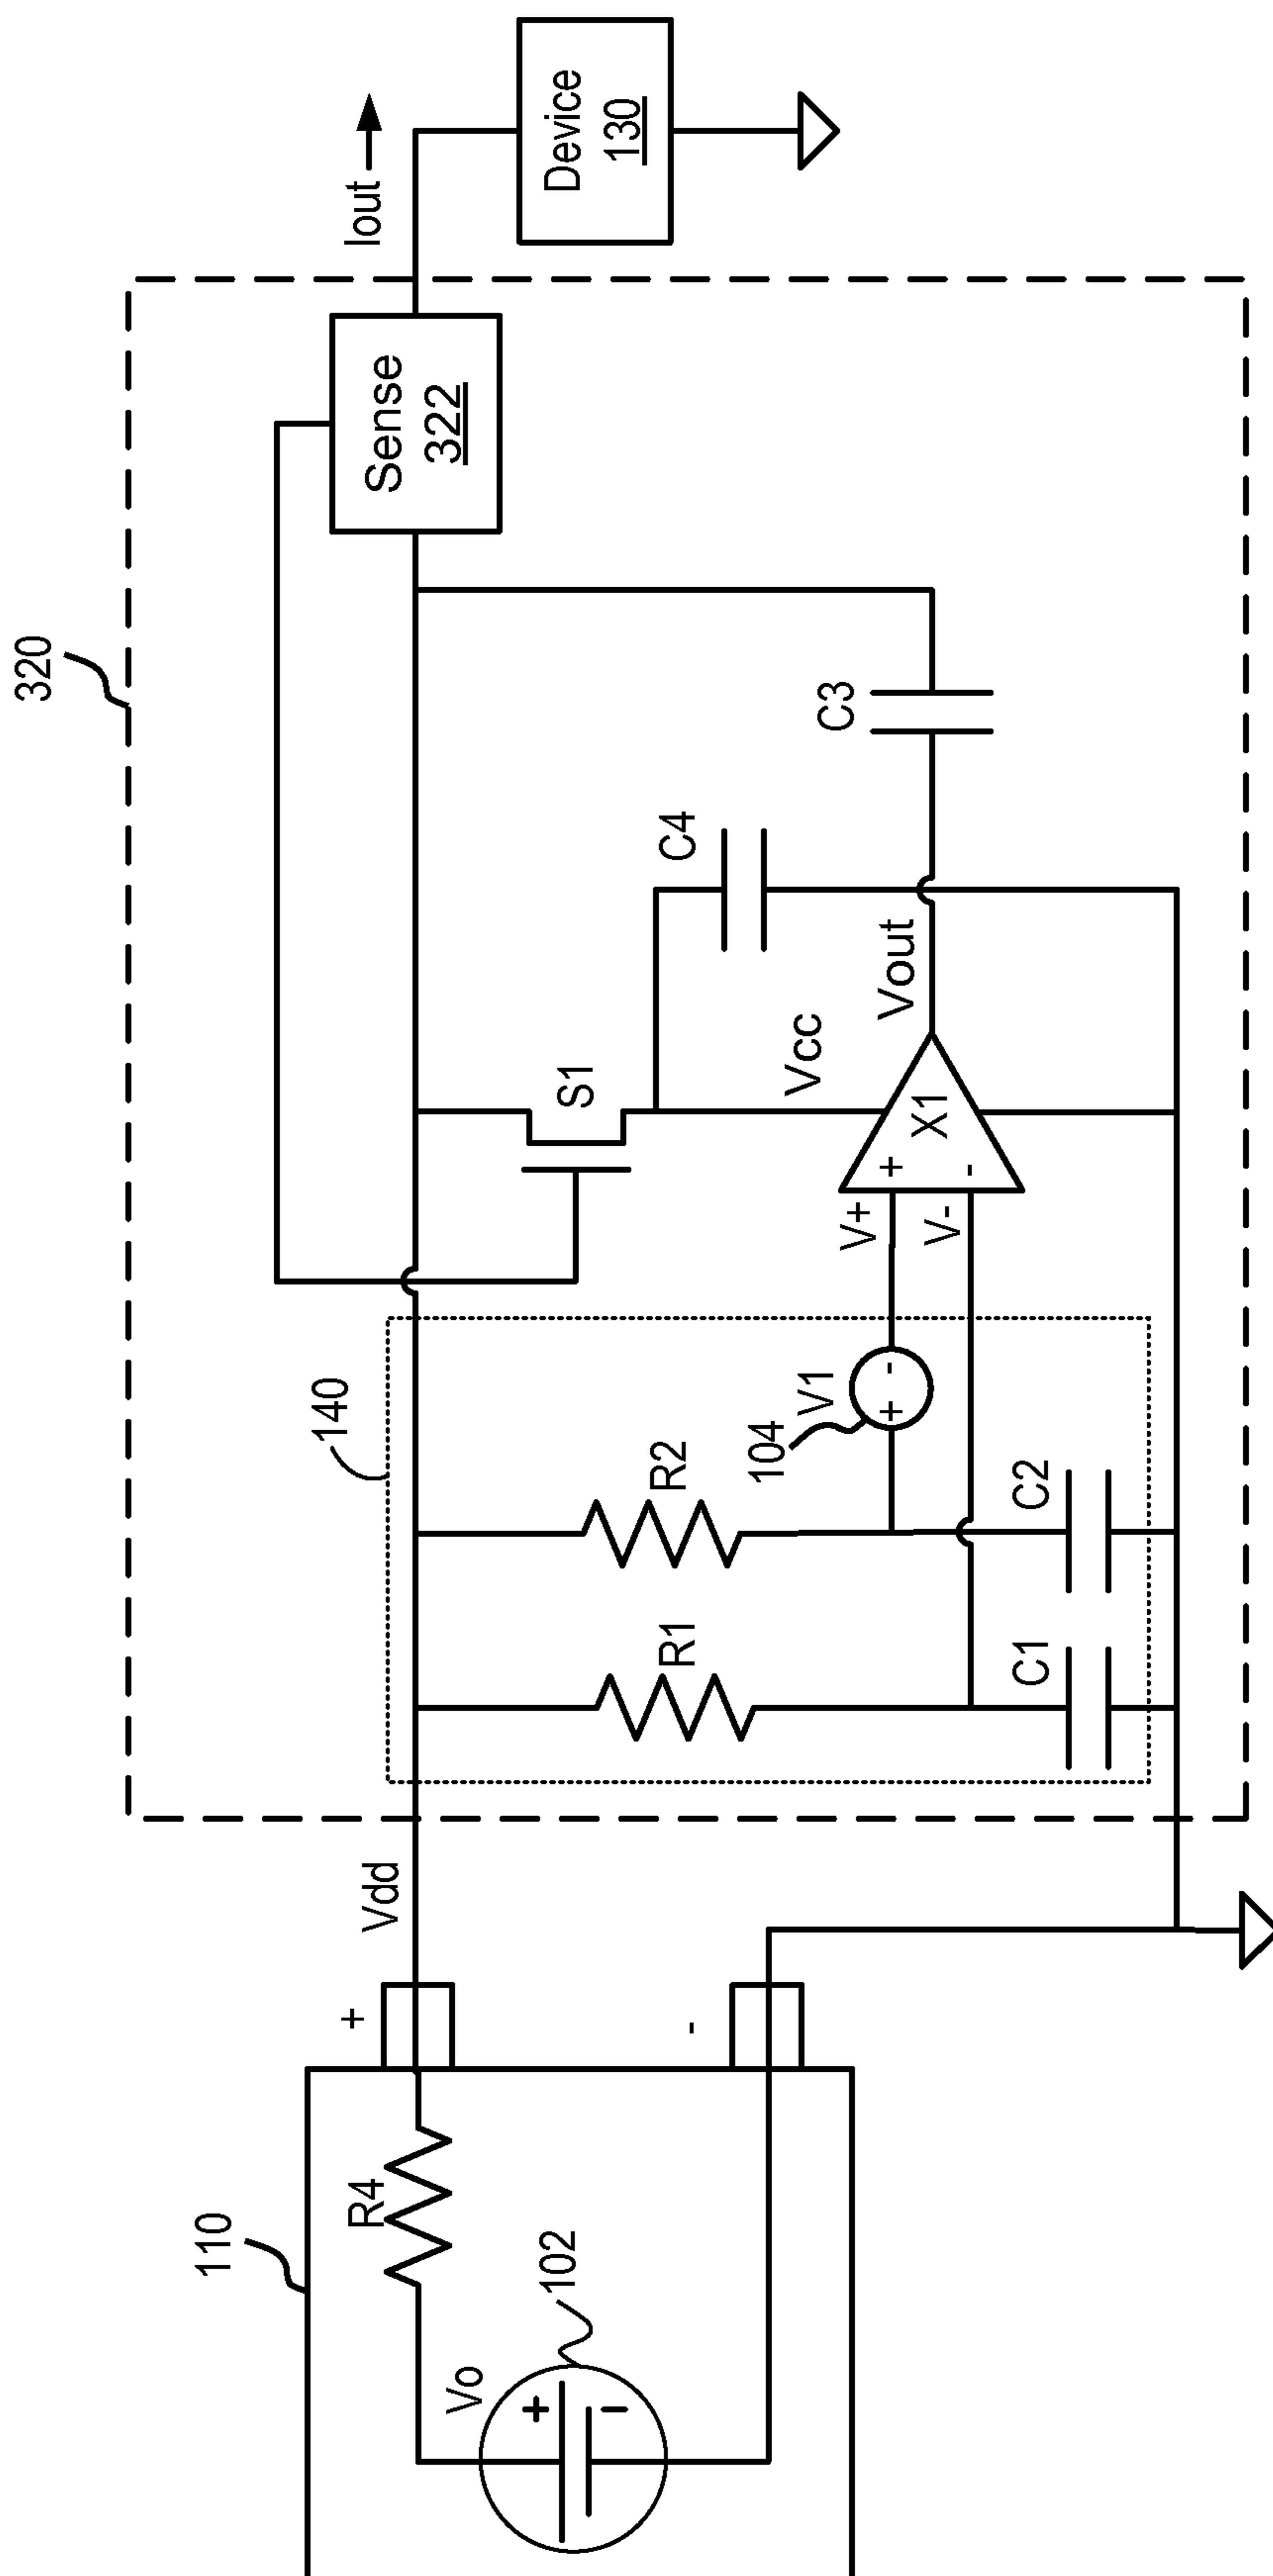 320
Iout
Device
130
Sense
322
C3
C4
Vout
Vcc
S1
X1
+
-
V+
V-
140
V1
+
-
104
R2
C2
R1
C1
Vdd
+
-
110
R4
102
Vo
+
-